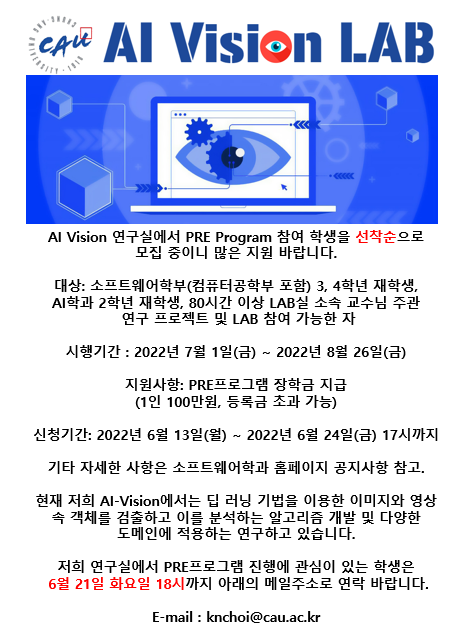 CAU AI Vision LAB
CHUNG-ANG UNIVERSITY · 1918
AI Vision 연구실에서 PRE Program 참여 학생을 선착순으로
모집 중이니 많은 지원 바랍니다.
대상: 소프트웨어학부(컴퓨터공학부 포함) 3, 4학년 재학생,
AI학과 2학년 재학생, 80시간 이상 LAB실 소속 교수님 주관
연구 프로젝트 및 LAB 참여 가능한 자
시행기간 : 2022년 7월 1일(금) ~ 2022년 8월 26일(금)
지원사항: PRE프로그램 장학금 지급
(1인 100만원, 등록금 초과 가능)
신청기간: 2022년 6월 13일(월) ~ 2022년 6월 24일(금) 17시까지
기타 자세한 사항은 소프트웨어학과 홈페이지 공지사항 참고.
현재 저희 AI-Vision에서는 딥 러닝 기법을 이용한 이미지와 영상
속 객체를 검출하고 이를 분석하는 알고리즘 개발 및 다양한
도메인에 적용하는 연구하고 있습니다.
저희 연구실에서 PRE프로그램 진행에 관심이 있는 학생은
6월 21일 화요일 18시까지 아래의 메일주소로 연락 바랍니다.
E-mail : knchoi@cau.ac.kr